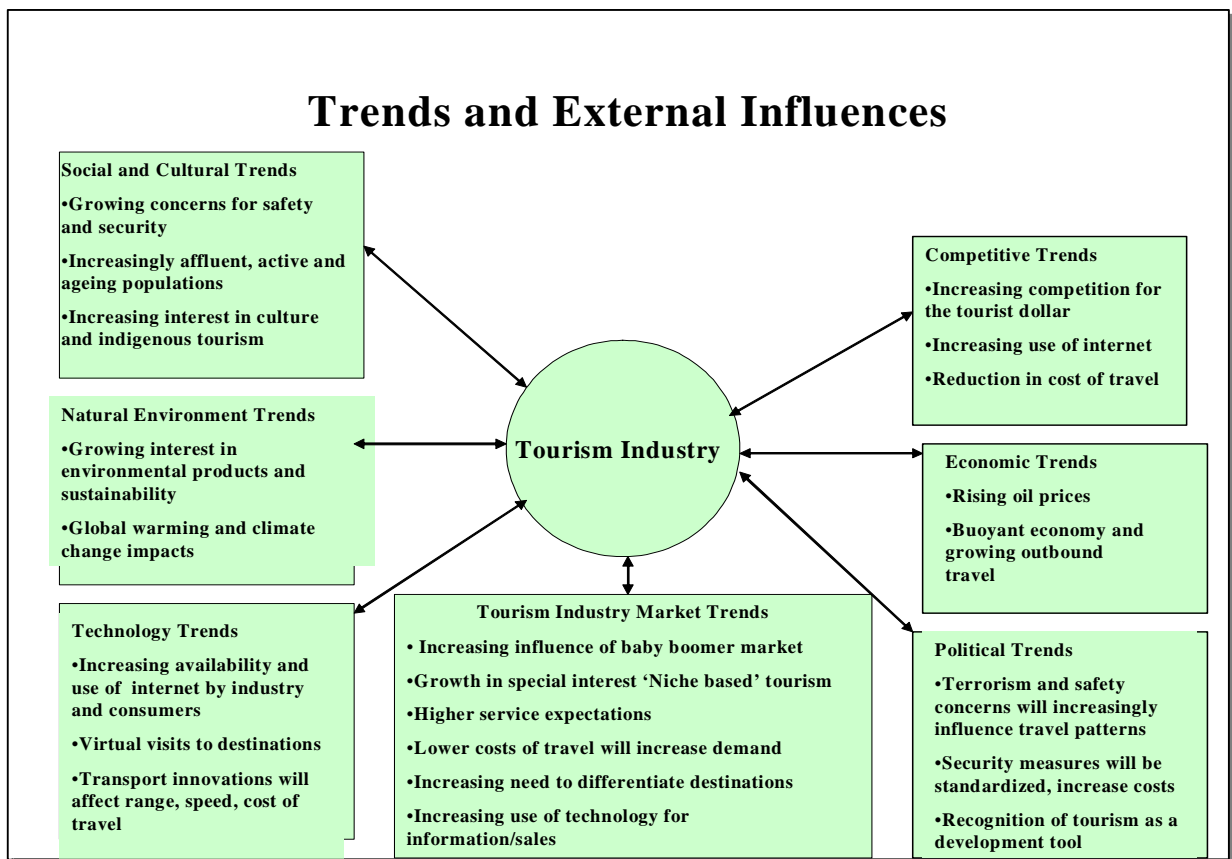 Trends and External Influences
Social and Cultural Trends
•Growing concerns for safety
and security
•Increasingly affluent, active and
ageing populations
•Increasing interest in culture
and indigenous tourism
Natural Environment Trends
•Growing interest in
environmental products and
sustainability
•Global warming and climate
change impacts
Technology Trends
•Increasing availability and
use of internet by industry
and consumers
•Virtual visits to destinations
•Transport innovations will
affect range, speed, cost of
travel
Tourism Industry
Tourism Industry Market Trends
• Increasing influence of baby boomer market
•Growth in special interest ‘Niche based’ tourism
•Higher service expectations
•Lower costs of travel will increase demand
•Increasing need to differentiate destinations
•Increasing use of technology for
information/sales
Competitive Trends
•Increasing competition for
the tourist dollar
•Increasing use of internet
•Reduction in cost of travel
Economic Trends
•Rising oil prices
•Buoyant economy and
growing outbound
travel
Political Trends
•Terrorism and safety
concerns will increasingly
influence travel patterns
•Security measures will be
standardized, increase costs
•Recognition of tourism as a
development tool